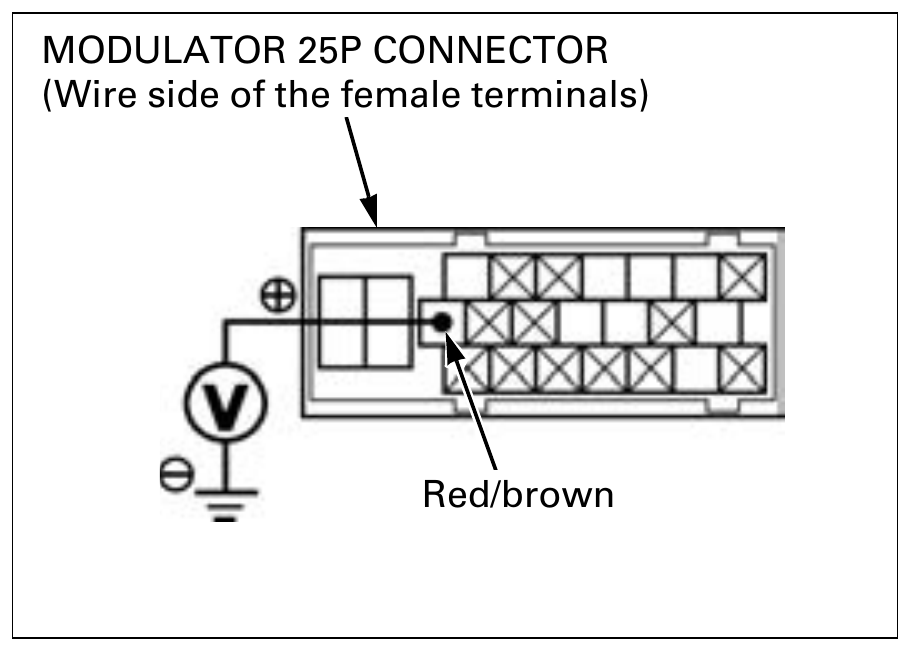 MODULATOR 25P CONNECTOR
(Wire side of the female terminals)
⊕
V
⊖
Red/brown